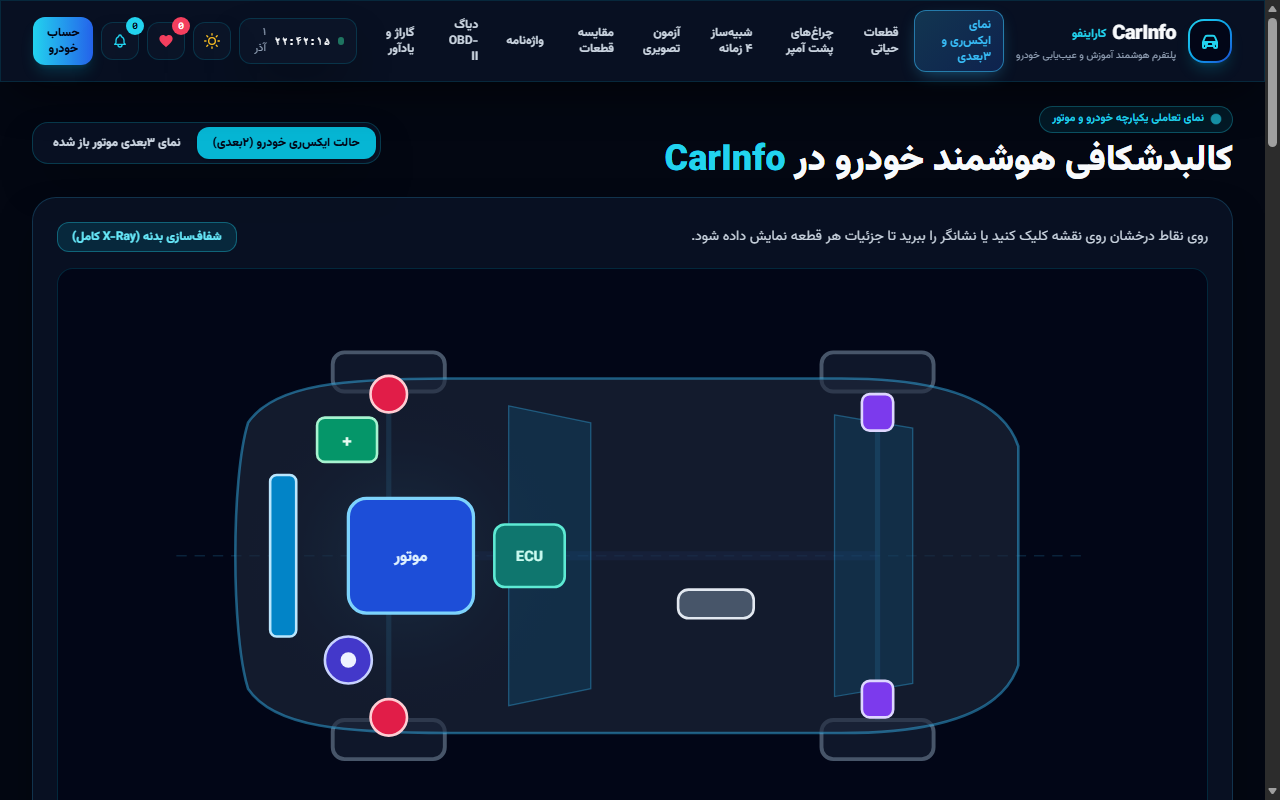 CarInfo کاراینفو
پلتفرم هوشمند آموزش و عیب‌یابی خودرو
نمای
ایکس‌ری و
۳بعدی
قطعات
حیاتی
چراغ‌های
پشت آمپر
شبیه‌ساز
۴ زمانه
آزمون
تصویری
مقایسه
قطعات
واژه‌نامه
دیاگ
OBD-
II
گاراژ و
یادآور
۲۲:۴۲:۱۵
۱
آذر
0
0
حساب
خودرو
نمای تعاملی یکپارچه خودرو و موتور
کالبدشکافی هوشمند خودرو در CarInfo
حالت ایکس‌ری خودرو (۲بعدی)
نمای ۳بعدی موتور باز شده
روی نقاط درخشان روی نقشه کلیک کنید یا نشانگر را ببرید تا جزئیات هر قطعه نمایش داده شود.
شفاف‌سازی بدنه (X-Ray کامل)
+
موتور
ECU